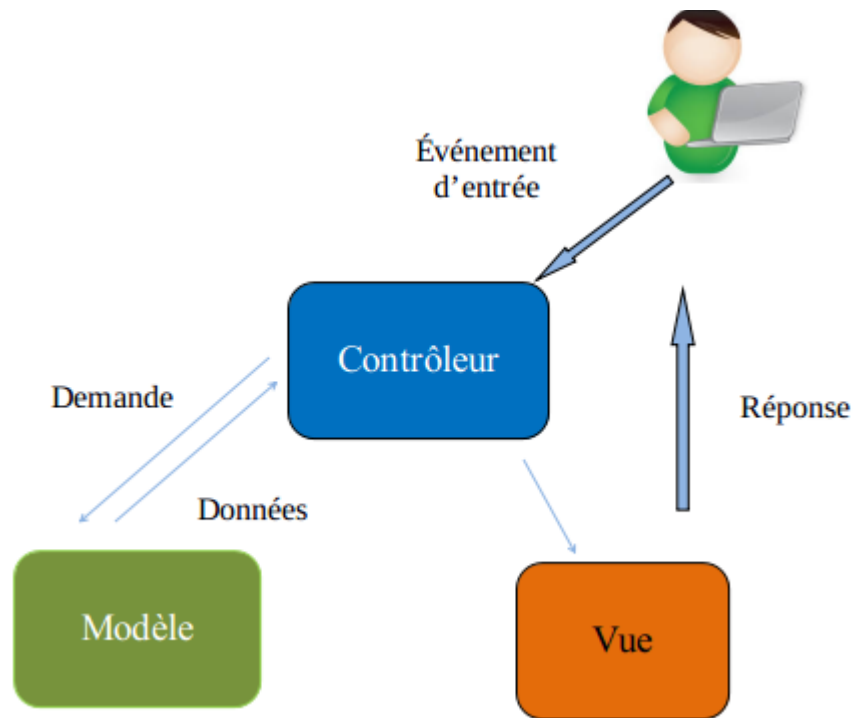 Événement
d’entrée
Contrôleur
Demande
Réponse
Données
Modèle
Vue